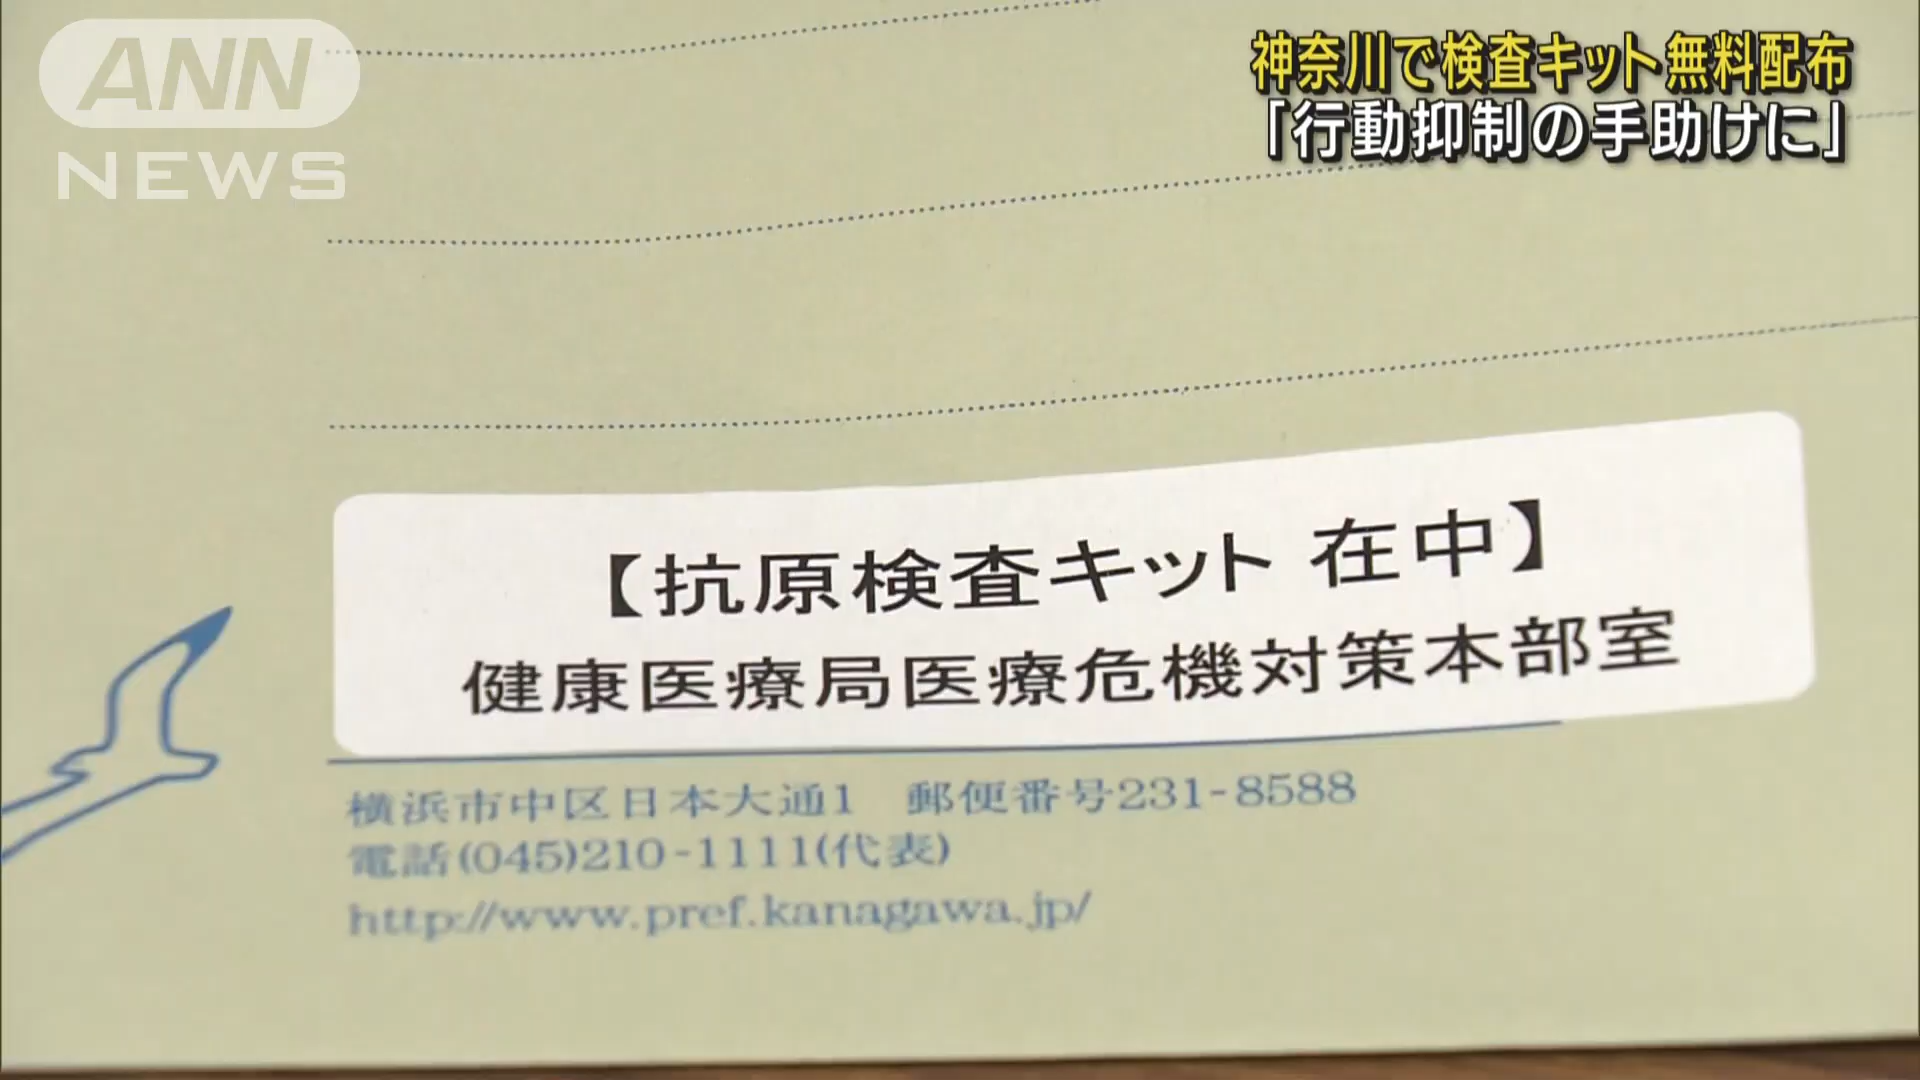 ANN
NEWS
神奈川で検査キット無料配布
「行動抑制の手助けに」
【抗原検査キット 在中】
健康医療局医療危機対策本部室
横浜市中区日本大通1 郵便番号231-8588
電話(045)210-1111(代表)
http://www.pref.kanagawa.jp/